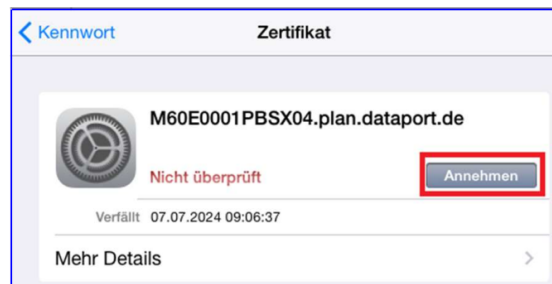 Kennwort Zertifikat
M60E0001PBSX04.plan.dataport.de
Nicht überprüft Annehmen
Verfällt 07.07.2024 09:06:37
Mehr Details